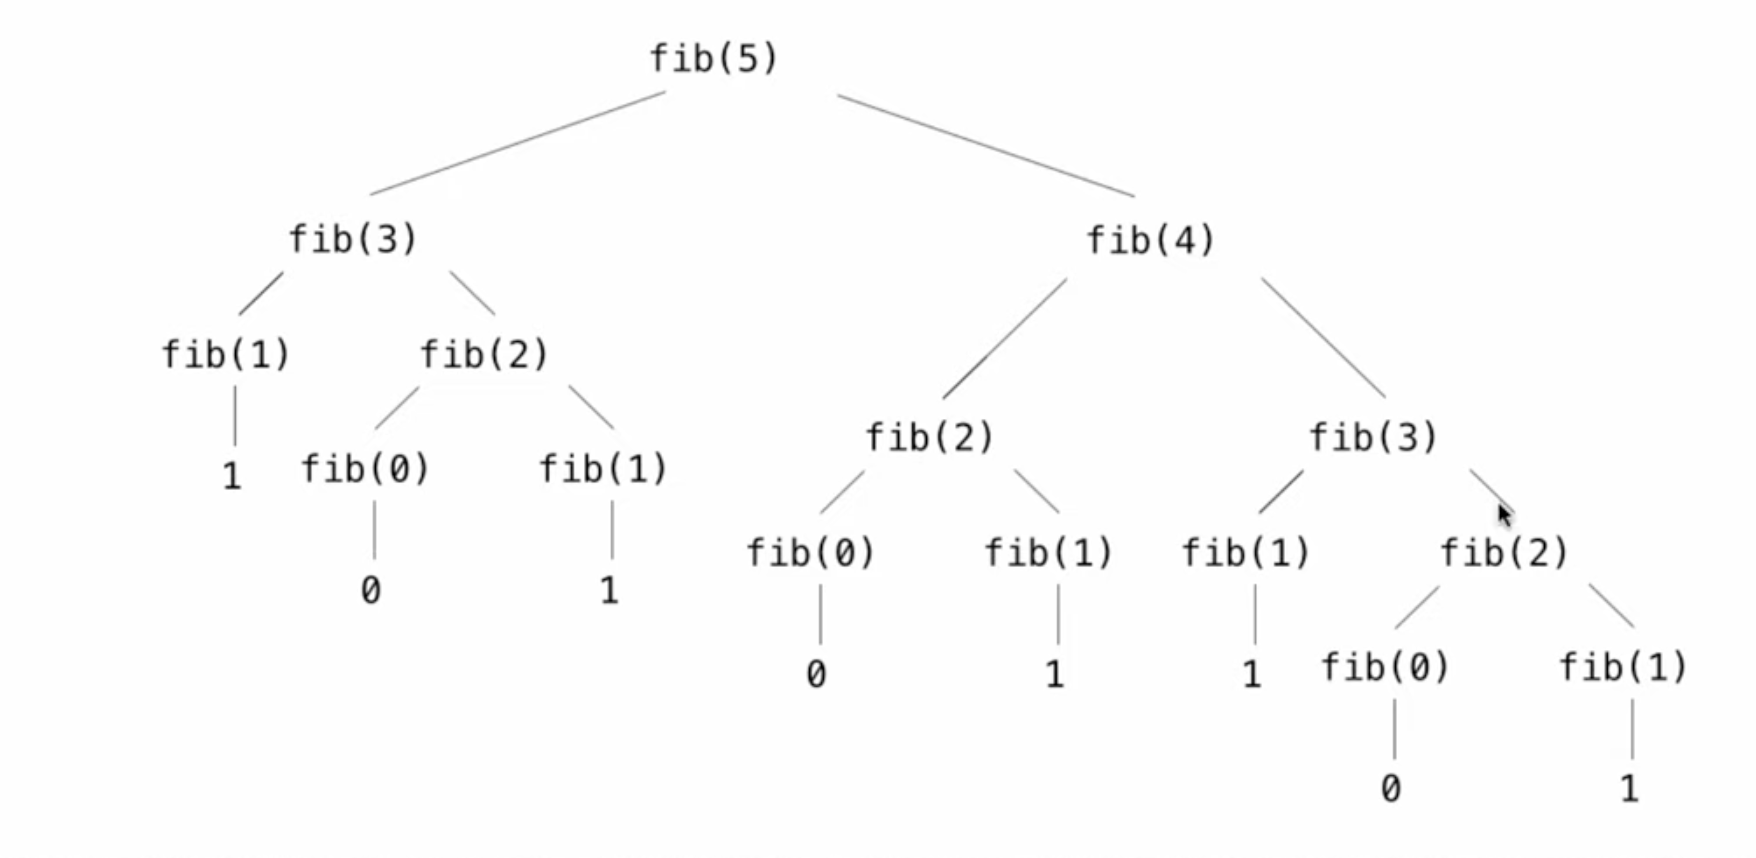 fib(5)
fib(3) fib(4)
fib(1) fib(2)
fib(2) fib(3)
1 fib(0) fib(1)
fib(0) fib(1) fib(1) fib(2)
0 1
0 1 1 fib(0) fib(1)
0 1